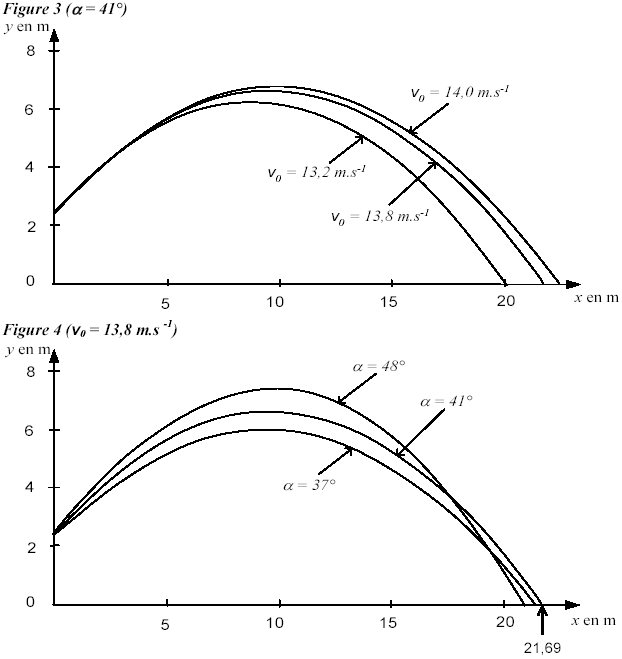 Figure 3 (α = 41°)
y en m
8
6
4
2
0
v₀ = 14,0 m.s⁻¹
v₀ = 13,2 m.s⁻¹
v₀ = 13,8 m.s⁻¹
5 10 15 20 x en m
Figure 4 (v₀ = 13,8 m.s⁻¹)
y en m
8
6
4
2
0
α = 48°
α = 41°
α = 37°
5 10 15 20 x en m
21,69